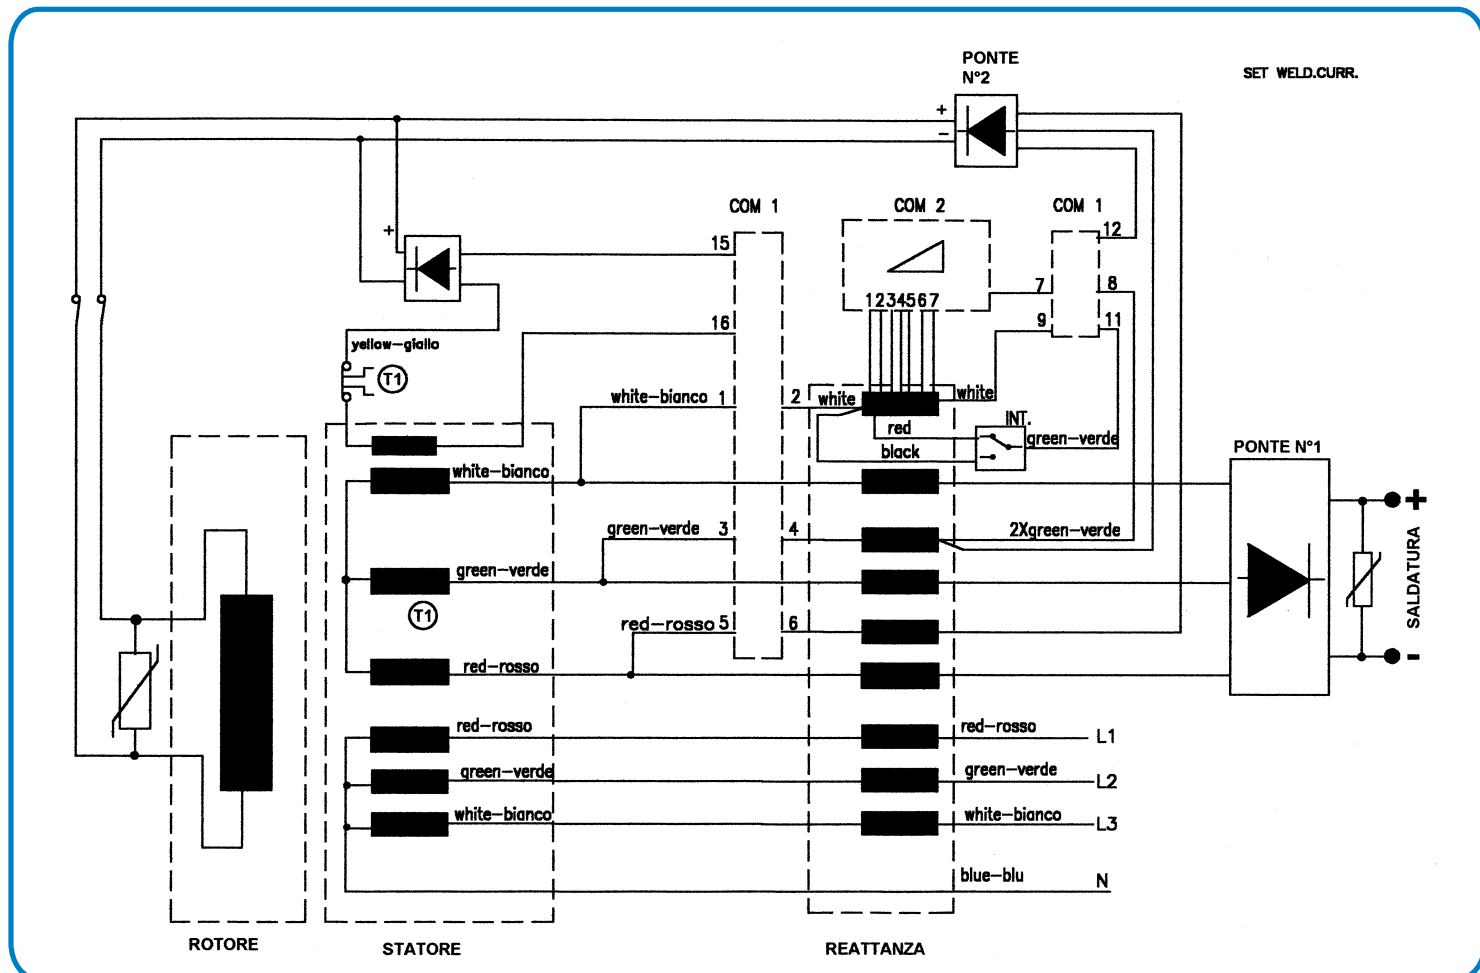 PONTE
N°2
SET WELD.CURR.
+
−
COM 1
COM 2
COM 1
12
+
15
7
8
1234567
16
9
11
yellow-giallo
T1
white-bianco
1
2
white
white
INT.
red
green-verde
black
PONTE N°1
white-bianco
+
green-verde
3
4
2Xgreen-verde
green-verde
SALDATURA
T1
red-rosso
5
6
-
red-rosso
red-rosso
red-rosso
L1
green-verde
green-verde
L2
white-bianco
white-bianco
L3
blue-blu
N
ROTORE
STATORE
REATTANZA